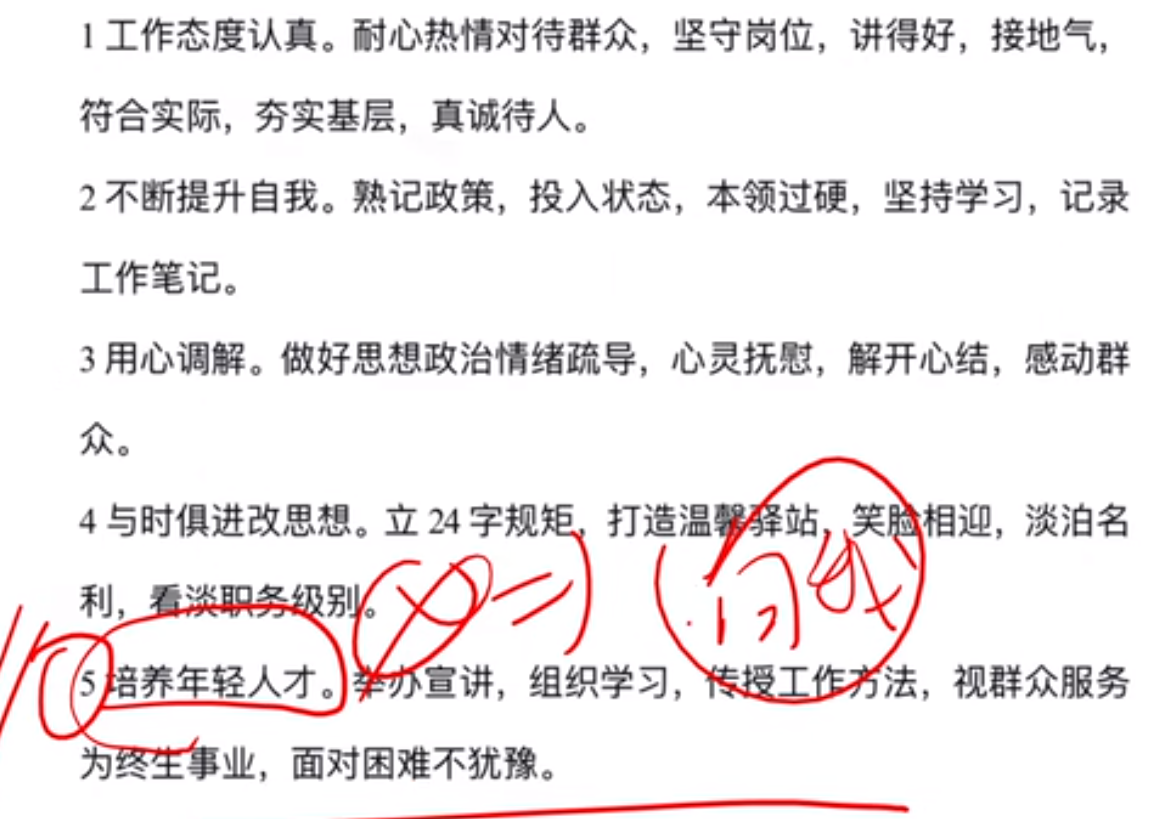 1 工作态度认真。耐心热情对待群众，坚守岗位，讲得好，接地气，
符合实际，夯实基层，真诚待人。
2 不断提升自我。熟记政策，投入状态，本领过硬，坚持学习，记录
工作笔记。
3 用心调解。做好思想政治情绪疏导，心灵抚慰，解开心结，感动群
众。
4 与时俱进改思想。立 24 字规矩，打造温馨驿站，笑脸相迎，淡泊名
利，看淡职务级别。
5 培养年轻人才。举办宣讲，组织学习，传授工作方法，视群众服务
为终生事业，面对困难不犹豫。